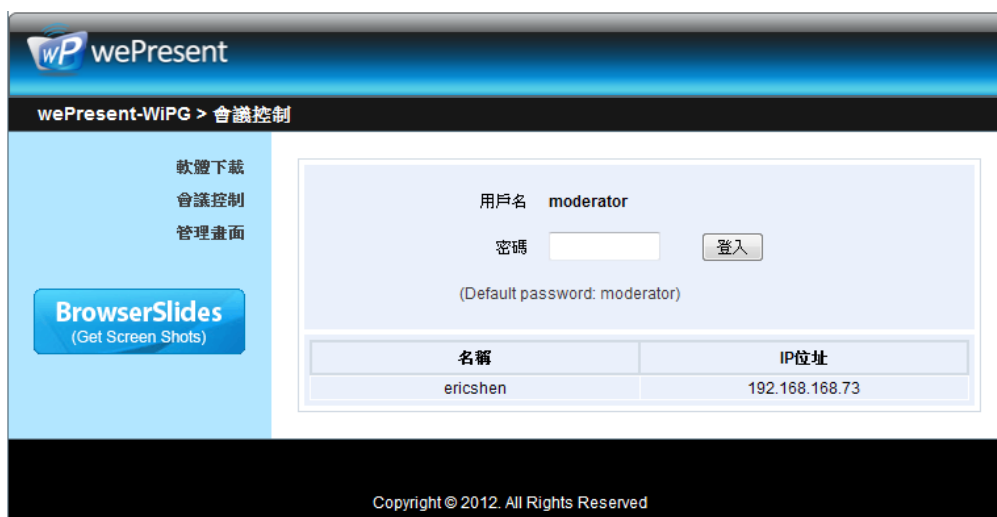 wP wePresent
wePresent-WiPG > 會議控制
軟體下載
會議控制
管理畫面
BrowserSlides
(Get Screen Shots)
用戶名 moderator
密碼 登入
(Default password: moderator)
名稱 IP位址
ericshen 192.168.168.73
Copyright © 2012. All Rights Reserved